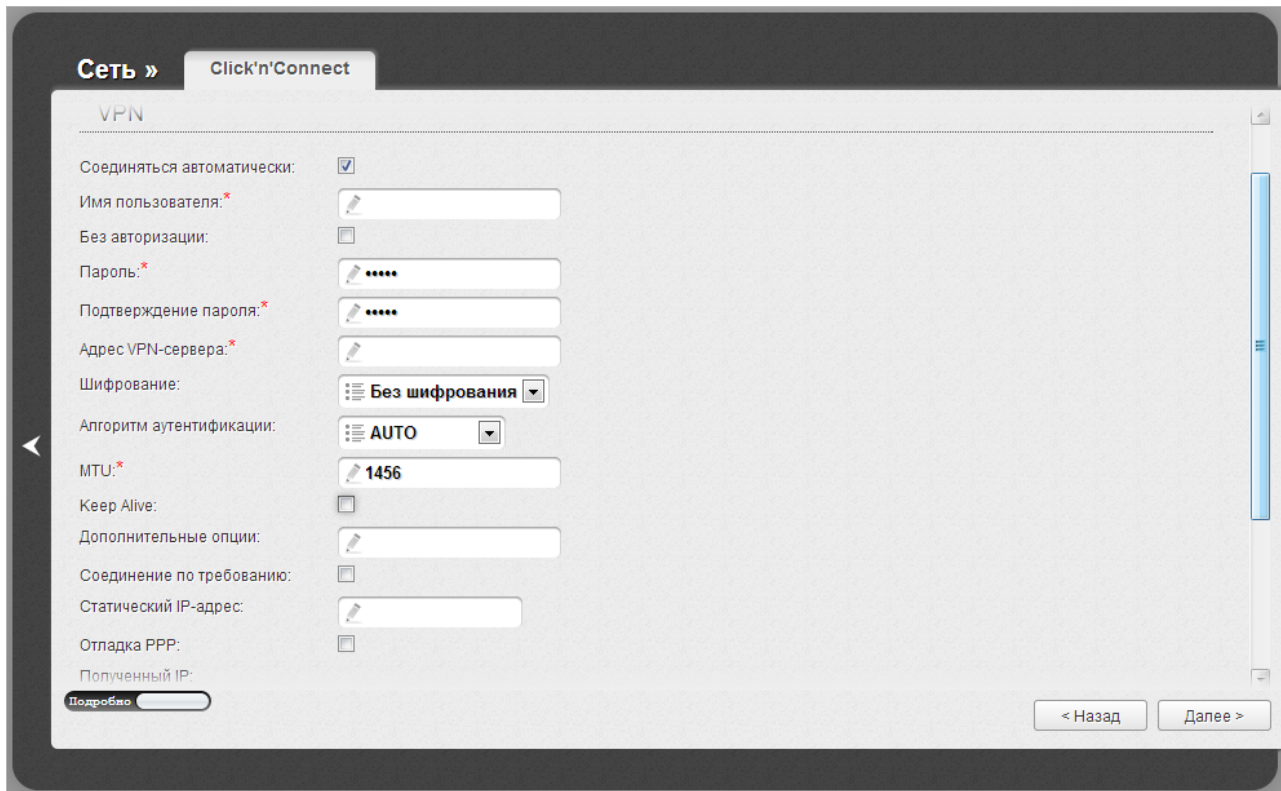 Сеть »
Click'n'Connect
VPN
Соединяться автоматически:
Имя пользователя:*
Без авторизации:
Пароль:* •••••
Подтверждение пароля:* •••••
Адрес VPN-сервера:*
Шифрование: Без шифрования
Алгоритм аутентификации: AUTO
MTU:* 1456
Keep Alive:
Дополнительные опции:
Соединение по требованию:
Статический IP-адрес:
Отладка PPP:
Полученный IP:
Подробно
< Назад
Далее >